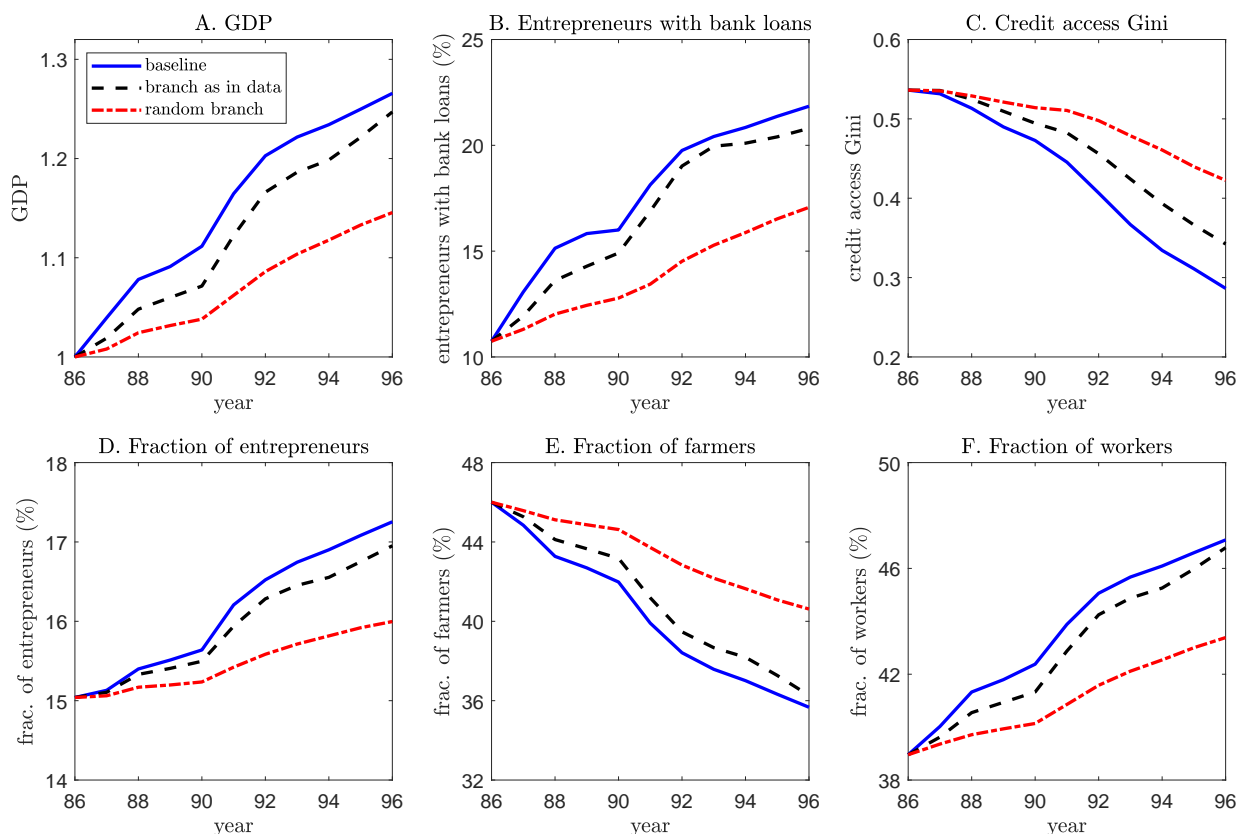 A. GDP
GDP
1.3
1.2
1.1
1
baseline
branch as in data
random branch
86 88 90 92 94 96
year
B. Entrepreneurs with bank loans
entrepreneurs with bank loans (%)
25
20
15
10
86 88 90 92 94 96
year
C. Credit access Gini
credit access Gini
0.6
0.5
0.4
0.3
0.2
86 88 90 92 94 96
year
D. Fraction of entrepreneurs
frac. of entrepreneurs (%)
18
17
16
15
14
86 88 90 92 94 96
year
E. Fraction of farmers
frac. of farmers (%)
48
44
40
36
32
86 88 90 92 94 96
year
F. Fraction of workers
frac. of workers (%)
50
46
42
38
86 88 90 92 94 96
year